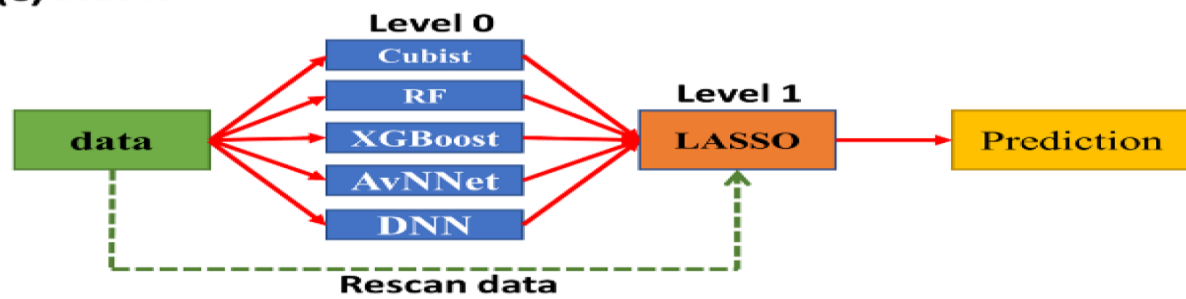 Level 0
Cubist
RF
Level 1
data
XGBoost
LASSO
Prediction
AvNNet
DNN
Rescan data